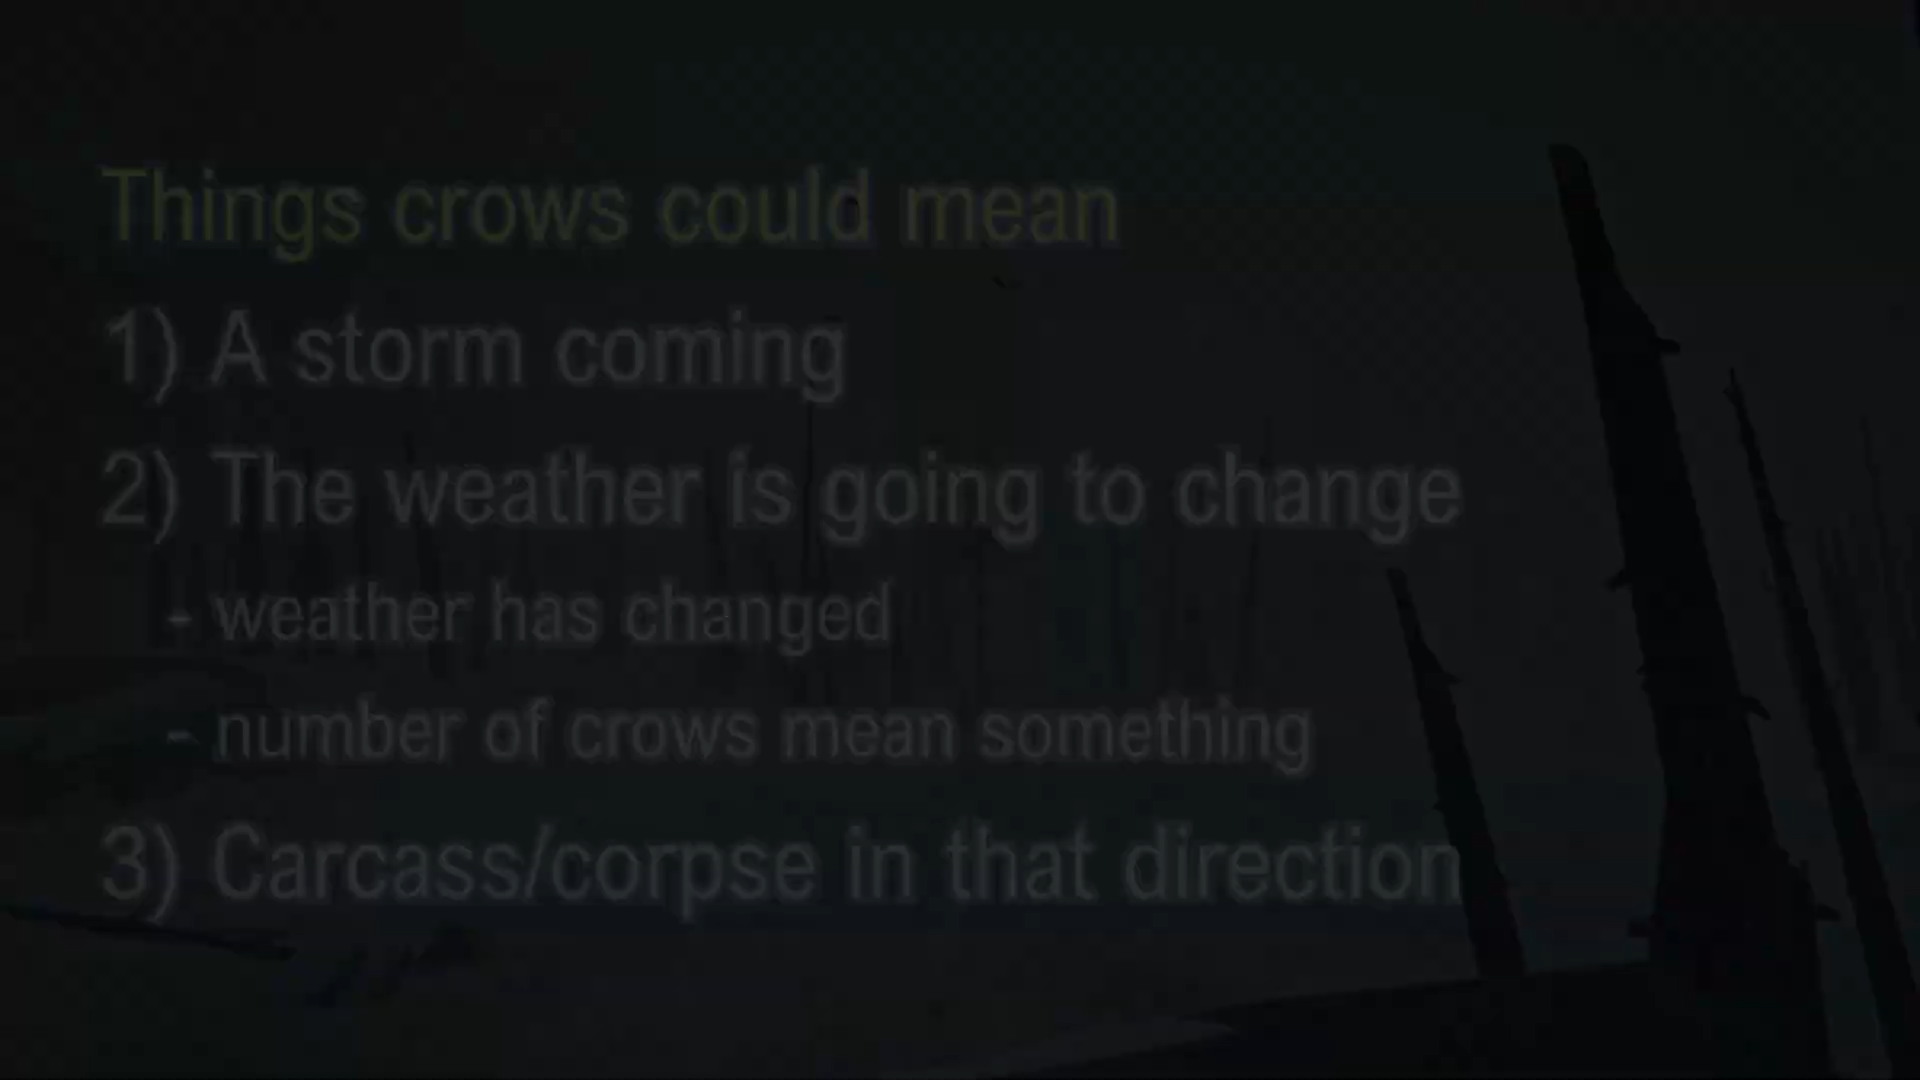 Things crows could mean
1) A storm coming
2) The weather is going to change
- weather has changed
- number of crows mean something
3) Carcass/corpse in that direction